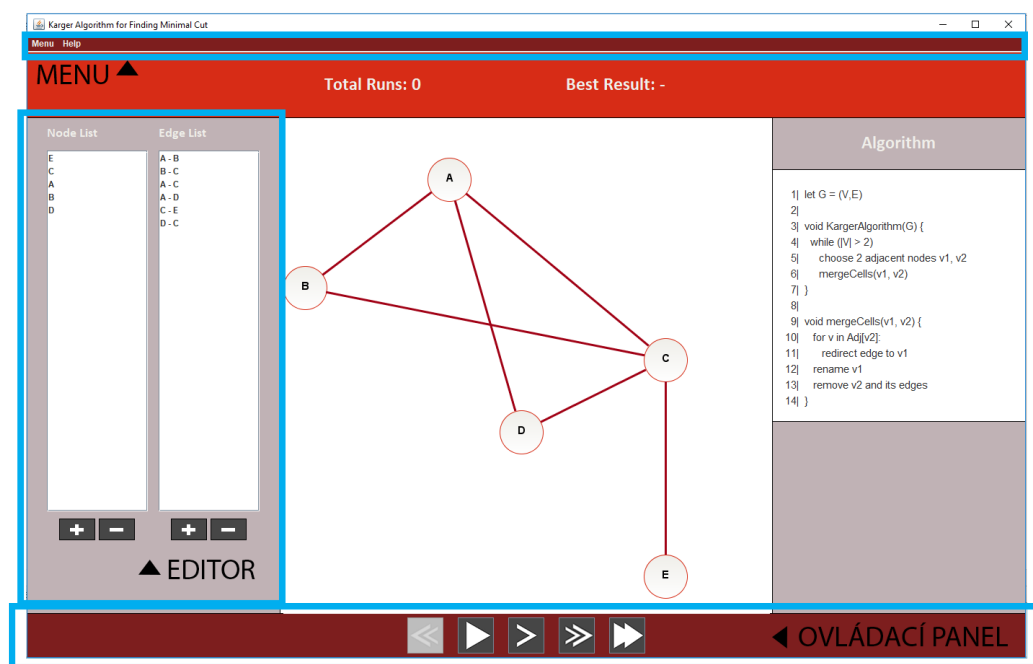 Karger Algorithm for Finding Minimal Cut
Menu Help
MENU
Total Runs: 0 Best Result: -
Node List Edge List
E
C
A
B
D
A - B
B - C
A - C
A - D
C - E
D - C
EDITOR
A
B
C
D
E
Algorithm
1| let G = (V,E)
2|
3| void KargerAlgorithm(G) {
4| while (|V| > 2)
5| choose 2 adjacent nodes v1, v2
6| mergeCells(v1, v2)
7| }
8|
9| void mergeCells(v1, v2) {
10| for v in Adj[v2]:
11| redirect edge to v1
12| rename v1
13| remove v2 and its edges
14| }
OVLÁDACÍ PANEL